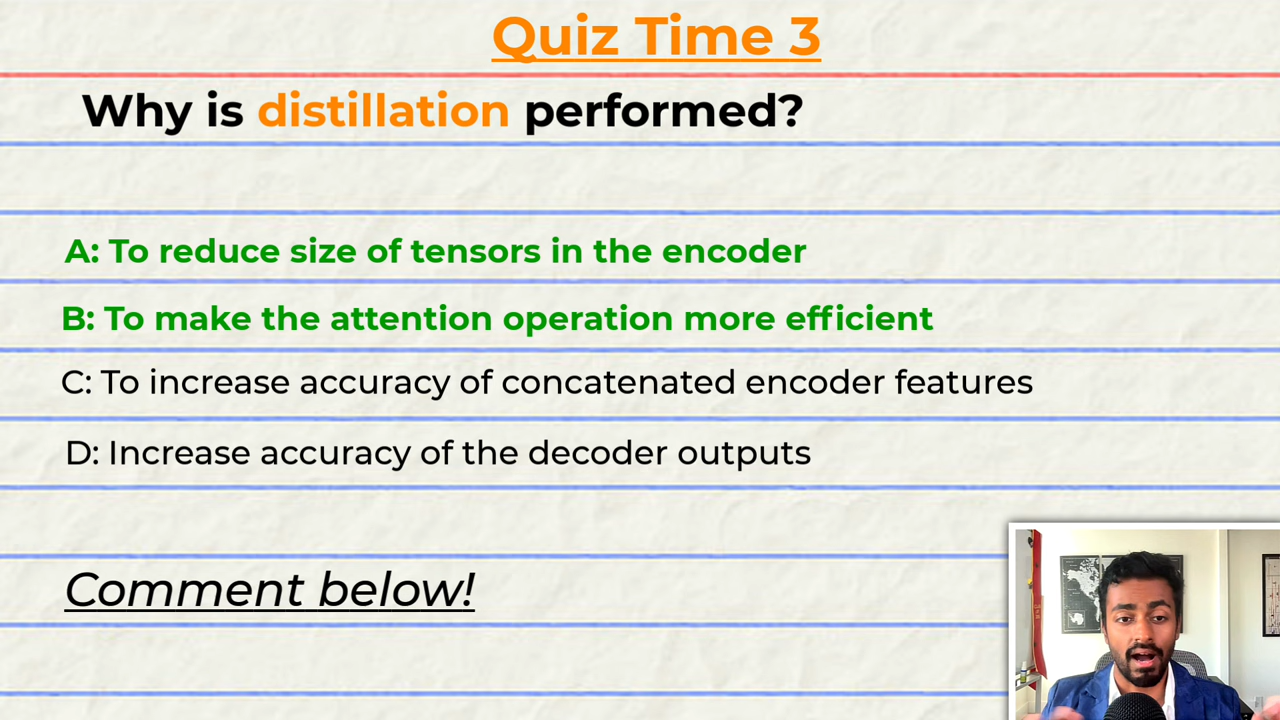 Quiz Time 3
Why is distillation performed?
A: To reduce size of tensors in the encoder
B: To make the attention operation more efficient
C: To increase accuracy of concatenated encoder features
D: Increase accuracy of the decoder outputs
Comment below!